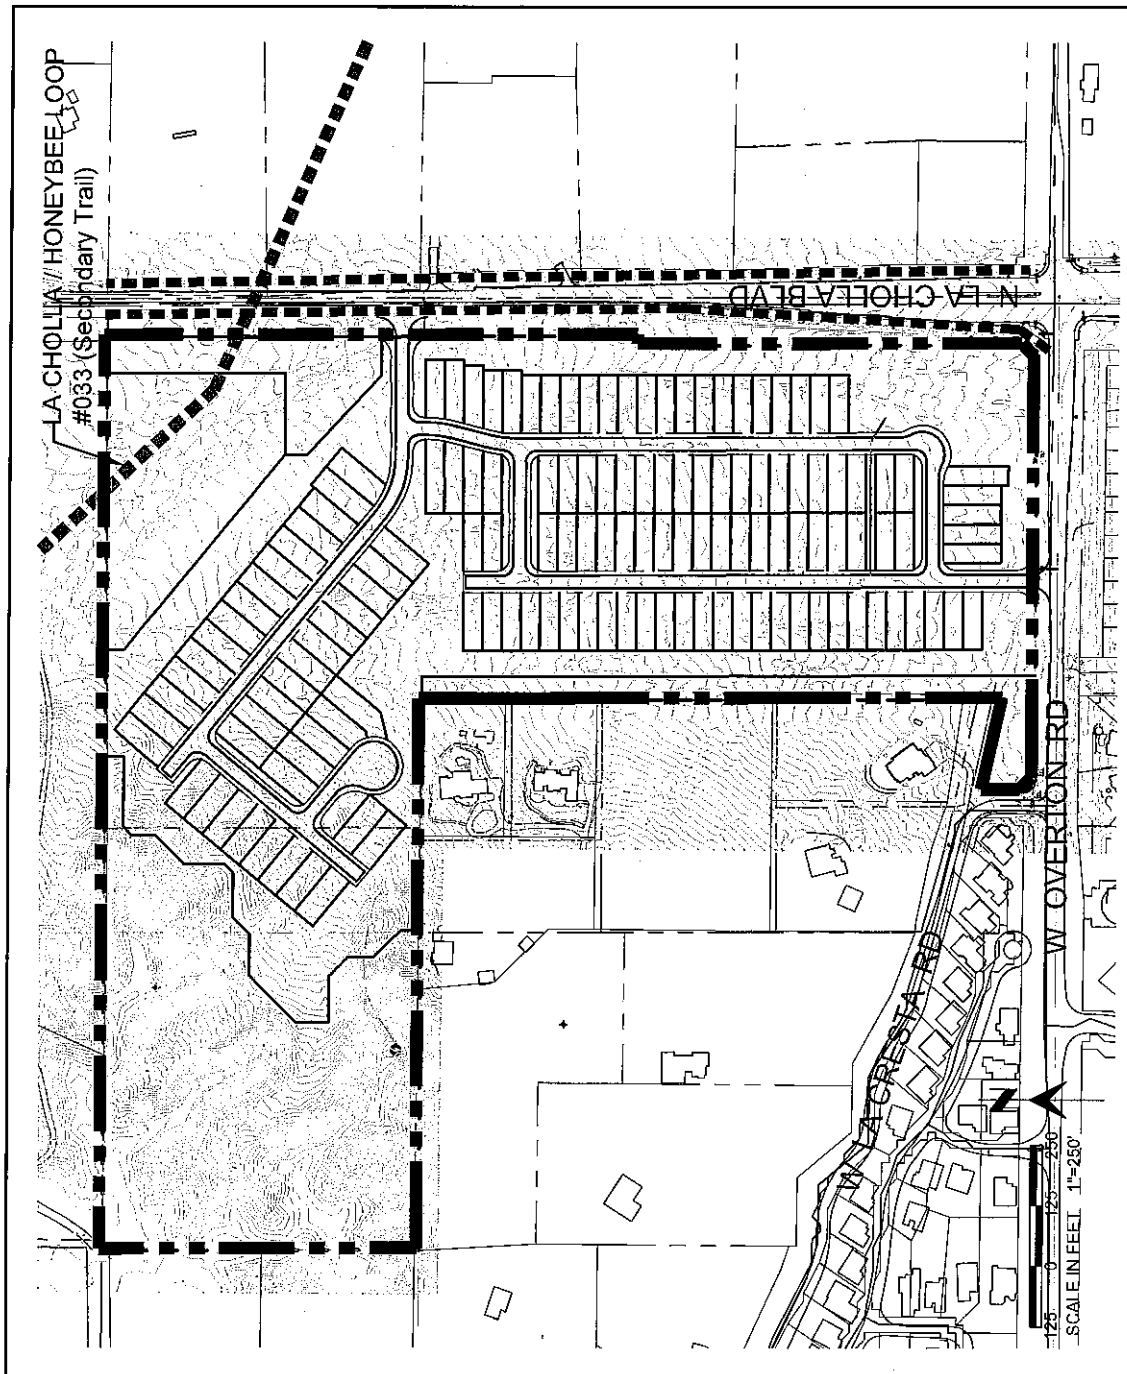 LA CHOLLA / HONEYBEE LOOP
#033 (Secondary Trail)
N LA CHOLLA BLVD
W OVERTON RD
W LA CRESTA RD
N
125 0 125 250
SCALE IN FEET 1"=250'